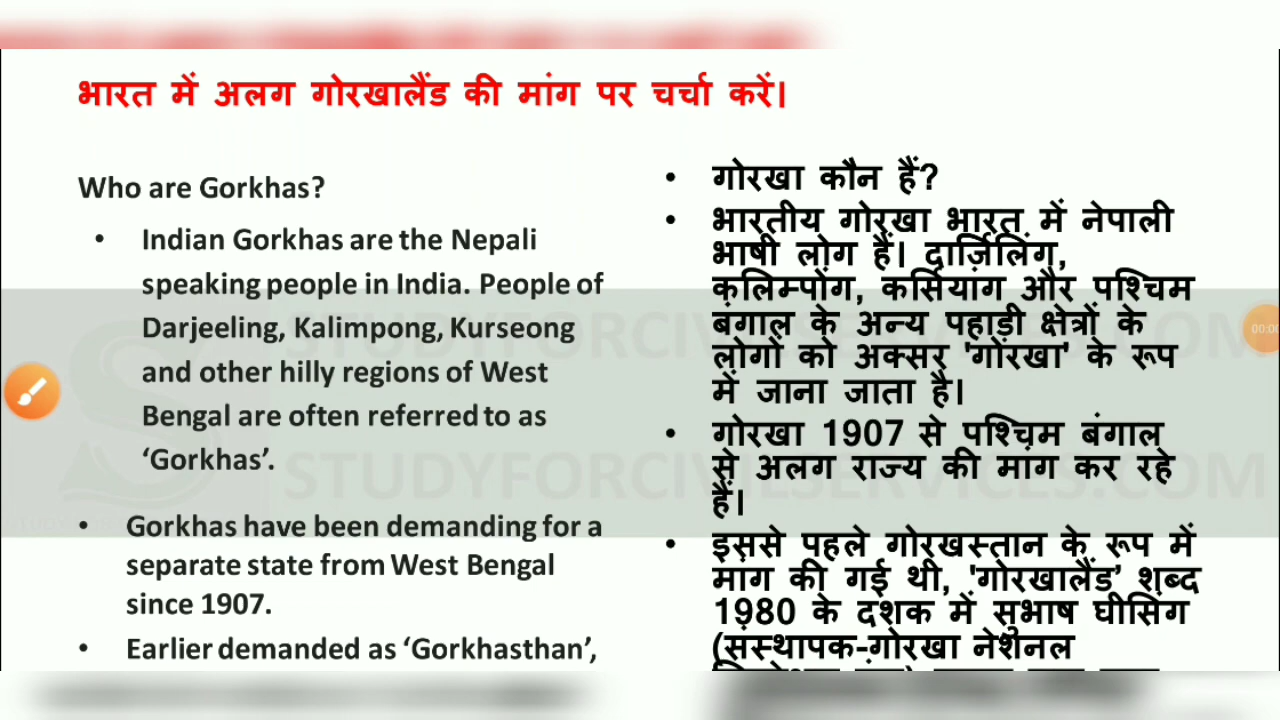 भारत में अलग गोरखालैंड की मांग पर चर्चा करें।
Who are Gorkhas?
• Indian Gorkhas are the Nepali
speaking people in India. People of
Darjeeling, Kalimpong, Kurseong
and other hilly regions of West
Bengal are often referred to as
‘Gorkhas’.
• Gorkhas have been demanding for a
separate state from West Bengal
since 1907.
• Earlier demanded as ‘Gorkhasthan’,
• गोरखा कौन हैं?
• भारतीय गोरखा भारत में नेपाली
भाषी लोग हैं। दार्जिलिंग,
कलिम्पोंग, कर्सियांग और पश्चिम
बंगाल के अन्य पहाड़ी क्षेत्रों के
लोगों को अक्सर 'गोरखा' के रूप
में जाना जाता है।
• गोरखा 1907 से पश्चिम बंगाल
से अलग राज्य की मांग कर रहे
हैं।
• इससे पहले गोरखस्तान के रूप में
मांग की गई थी, 'गोरखालैंड’ शब्द
1980 के दशक में सुभाष घीसिंग
(संस्थापक-गोरखा नेशनल
STUDYFORCIVILSERVICES.COM
STUDYFORCIVILSERVICES.COM
00:00